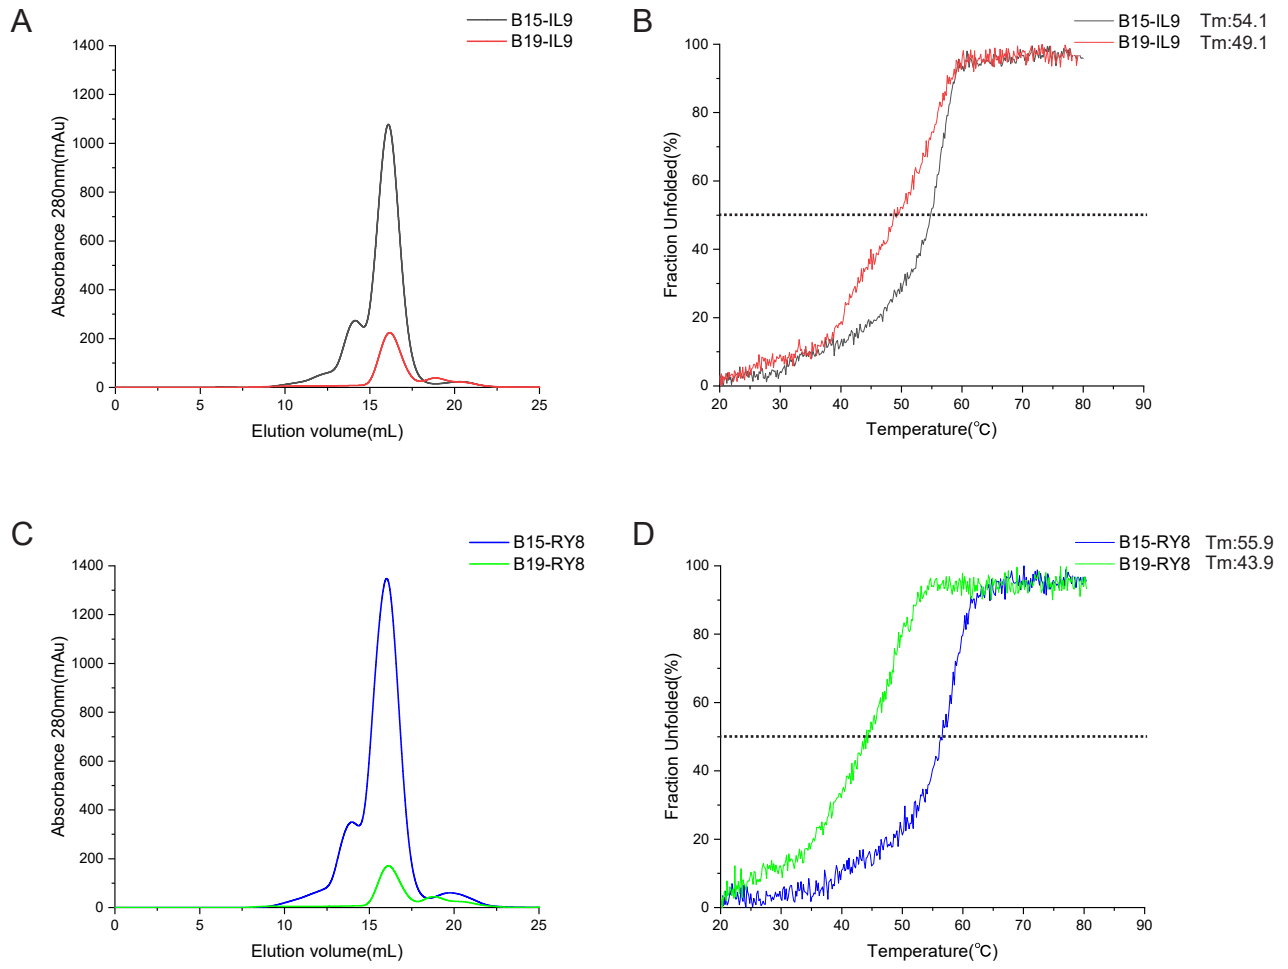 A
B15-IL9
B19-IL9
1400
1200
1000
800
600
400
200
0
Absorbance 280nm(mAu)
0 5 10 15 20 25
Elution volume(mL)
B
B15-IL9 Tm:54.1
B19-IL9 Tm:49.1
100
80
60
40
20
0
Fraction Unfolded(%)
20 30 40 50 60 70 80 90
Temperature(℃)
C
B15-RY8
B19-RY8
1400
1200
1000
800
600
400
200
0
Absorbance 280nm(mAu)
0 5 10 15 20 25
Elution volume(mL)
D
B15-RY8 Tm:55.9
B19-RY8 Tm:43.9
100
80
60
40
20
0
Fraction Unfolded(%)
20 30 40 50 60 70 80 90
Temperature(℃)